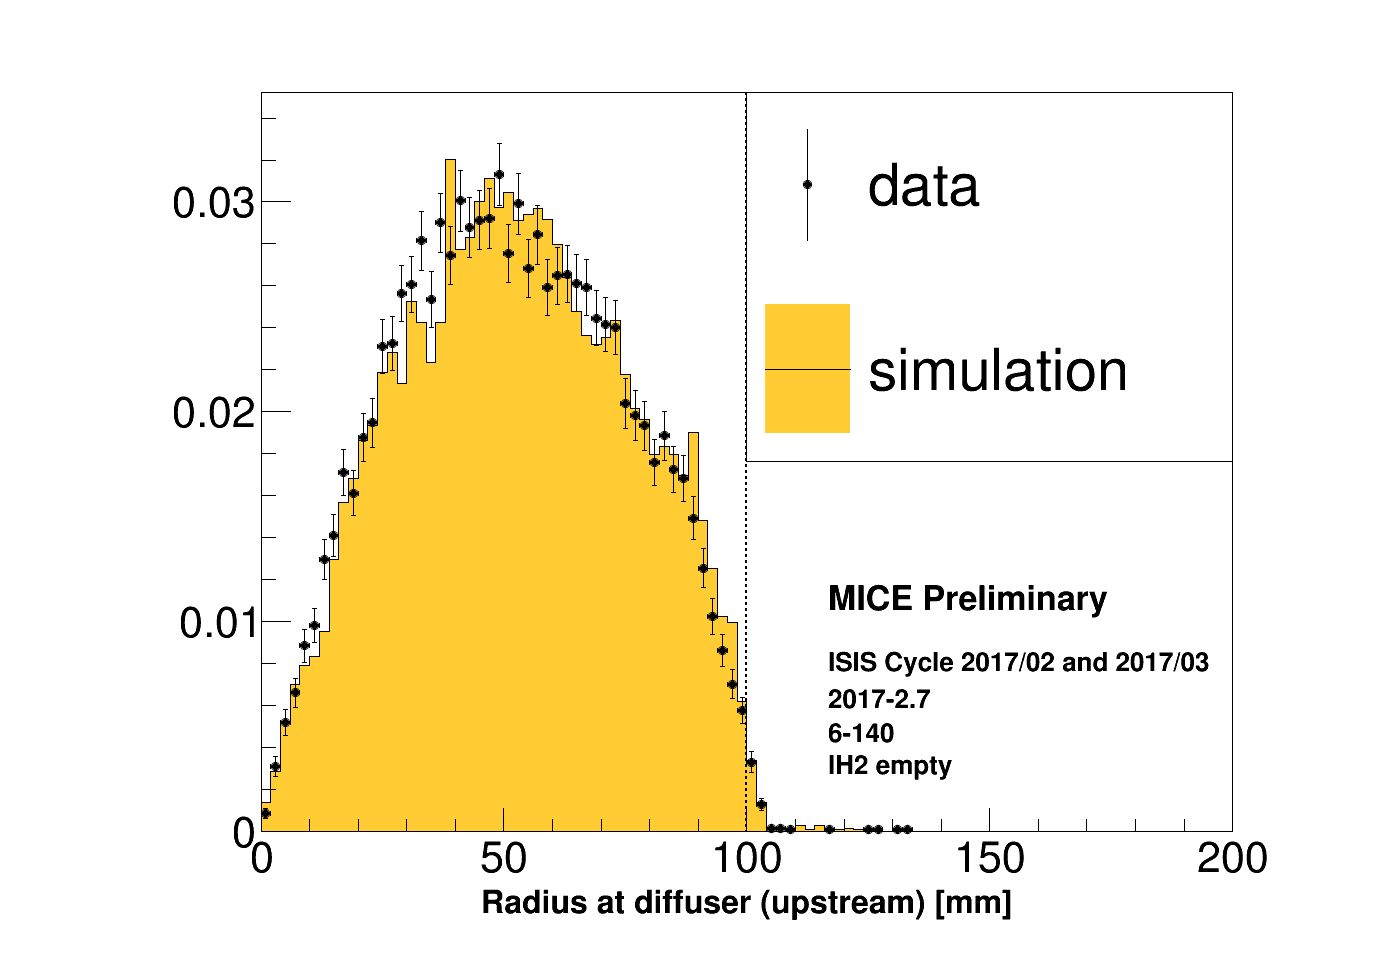 data
simulation
0.03
0.02
0.01
0
MICE Preliminary
ISIS Cycle 2017/02 and 2017/03
2017-2.7
6-140
IH2 empty
0 50 100 150 200
Radius at diffuser (upstream) [mm]